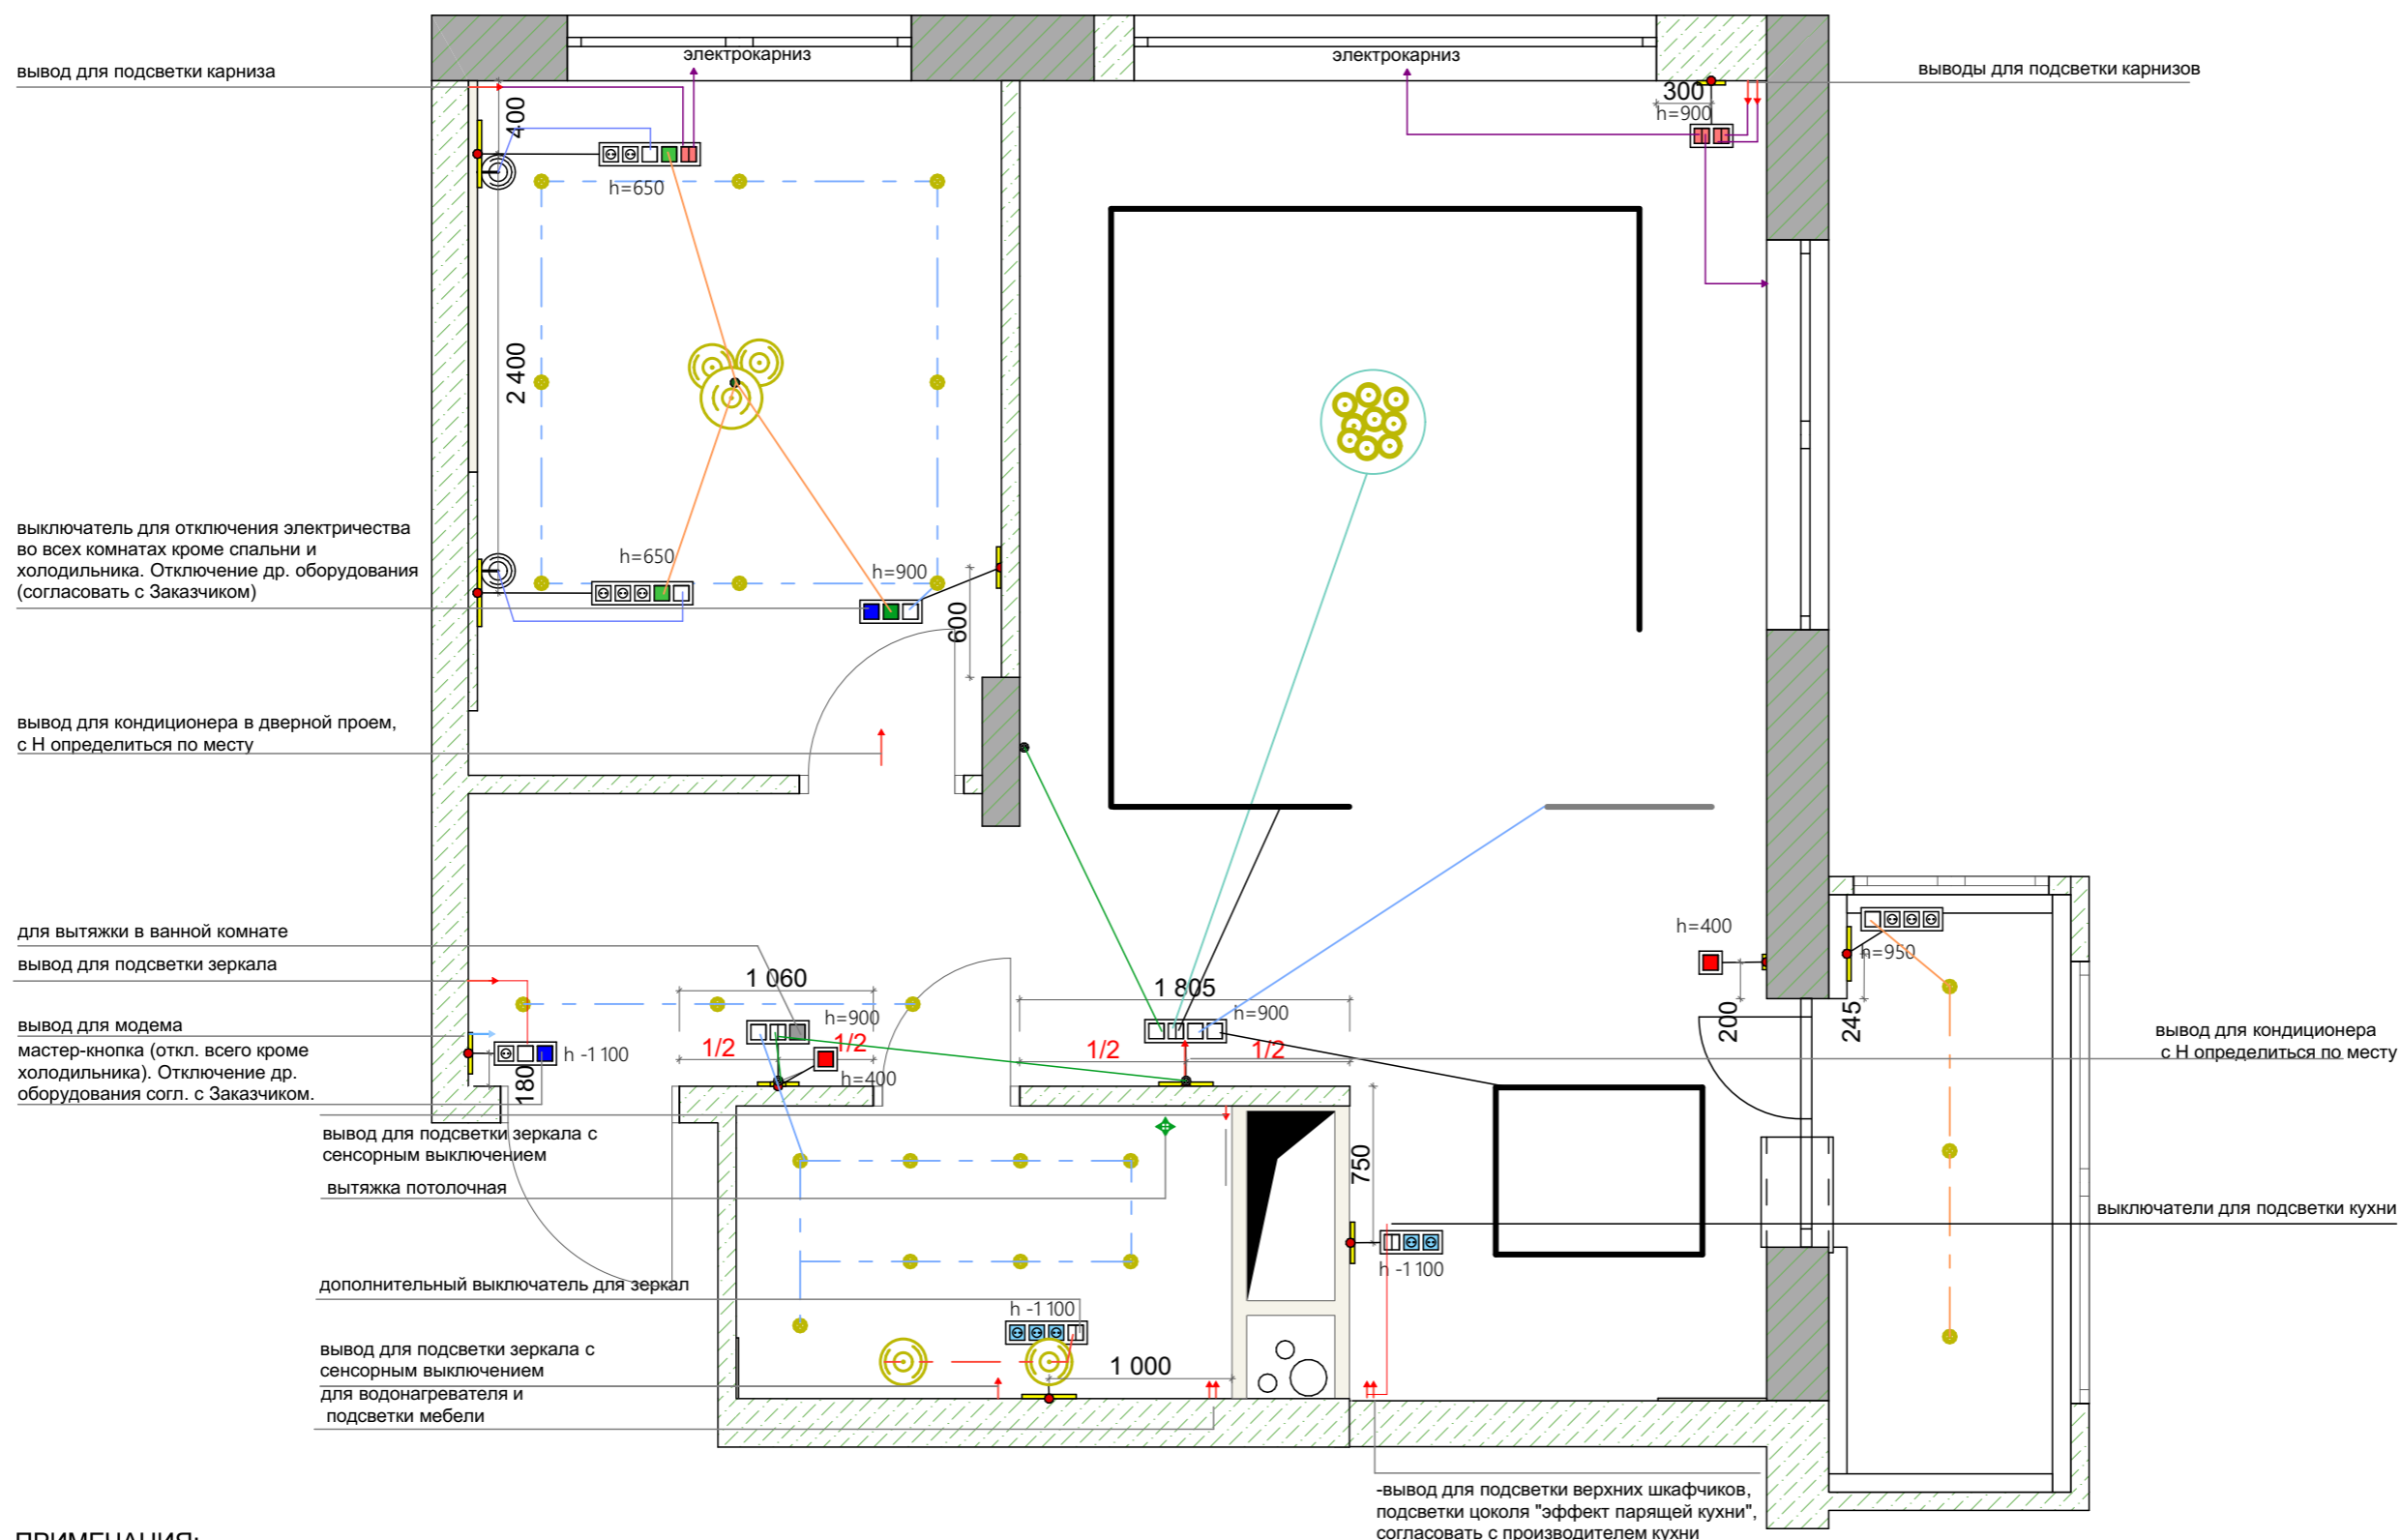 электрокарниз
электрокарниз
вывод для подсветки карниза
выводы для подсветки карнизов
400
300
h=900
h=650
2 400
выключатель для отключения электричества
во всех комнатах кроме спальни и
холодильника. Отключение др. оборудования
(согласовать с Заказчиком)
h=650
h=900
600
вывод для кондиционера в дверной проем,
с Н определиться по месту
для вытяжки в ванной комнате
вывод для подсветки зеркала
h=400
h=950
1 060
1 805
h=900
h=900
200
245
вывод для модема
мастер-кнопка (откл. всего кроме
холодильника). Отключение др.
оборудования согл. с Заказчиком.
h -1 100
180
1/2
1/2
h=400
1/2
1/2
вывод для кондиционера
с Н определиться по месту
вывод для подсветки зеркала с
сенсорным выключением
вытяжка потолочная
750
выключатели для подсветки кухни
h -1 100
дополнительный выключатель для зеркал
h -1 100
вывод для подсветки зеркала с
сенсорным выключением
1 000
для водонагревателя и
подсветки мебели
-вывод для подсветки верхних шкафчиков,
подсветки цоколя "эффект парящей кухни",
согласовать с производителем кухни
ПРИМЕЧАНИЯ: